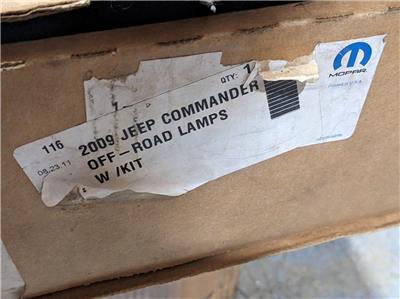 116
08.23.11
QTY: 1
2009 JEEP COMMANDER
OFF-ROAD LAMPS
W /KIT
MOPAR